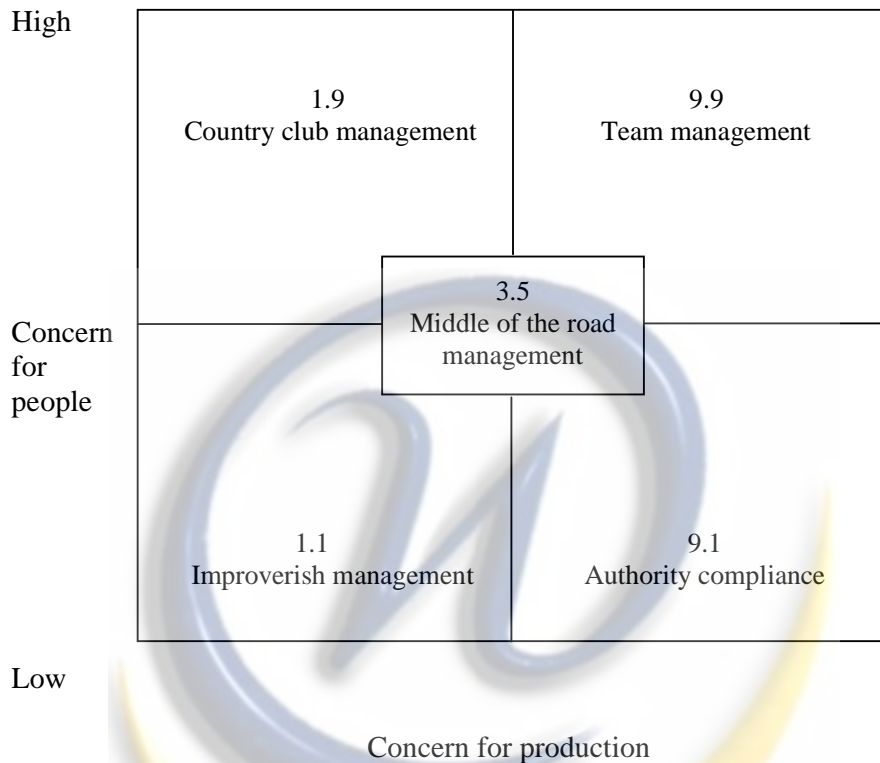 High
1.9
Country club management
9.9
Team management
3.5
Middle of the road
management
Concern
for
people
1.1
Improverish management
9.1
Authority compliance
Low
Concern for production